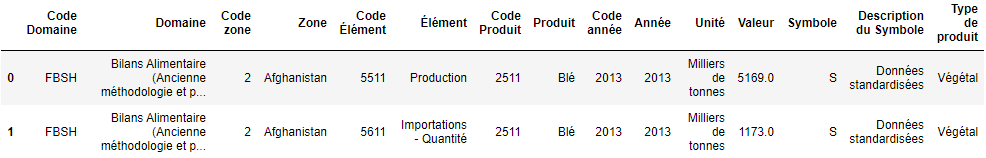 Code Domaine Domaine Code zone Zone Code Élément Élément Code Produit Produit Code année Année Unité Valeur Symbole Description du Symbole Type de produit
0 FBSH Bilans Alimentaire (Ancienne méthodologie et p... 2 Afghanistan 5511 Production 2511 Blé 2013 2013 Milliers de tonnes 5169.0 S Données standardisées Végétal
1 FBSH Bilans Alimentaire (Ancienne méthodologie et p... 2 Afghanistan 5611 Importations - Quantité 2511 Blé 2013 2013 Milliers de tonnes 1173.0 S Données standardisées Végétal